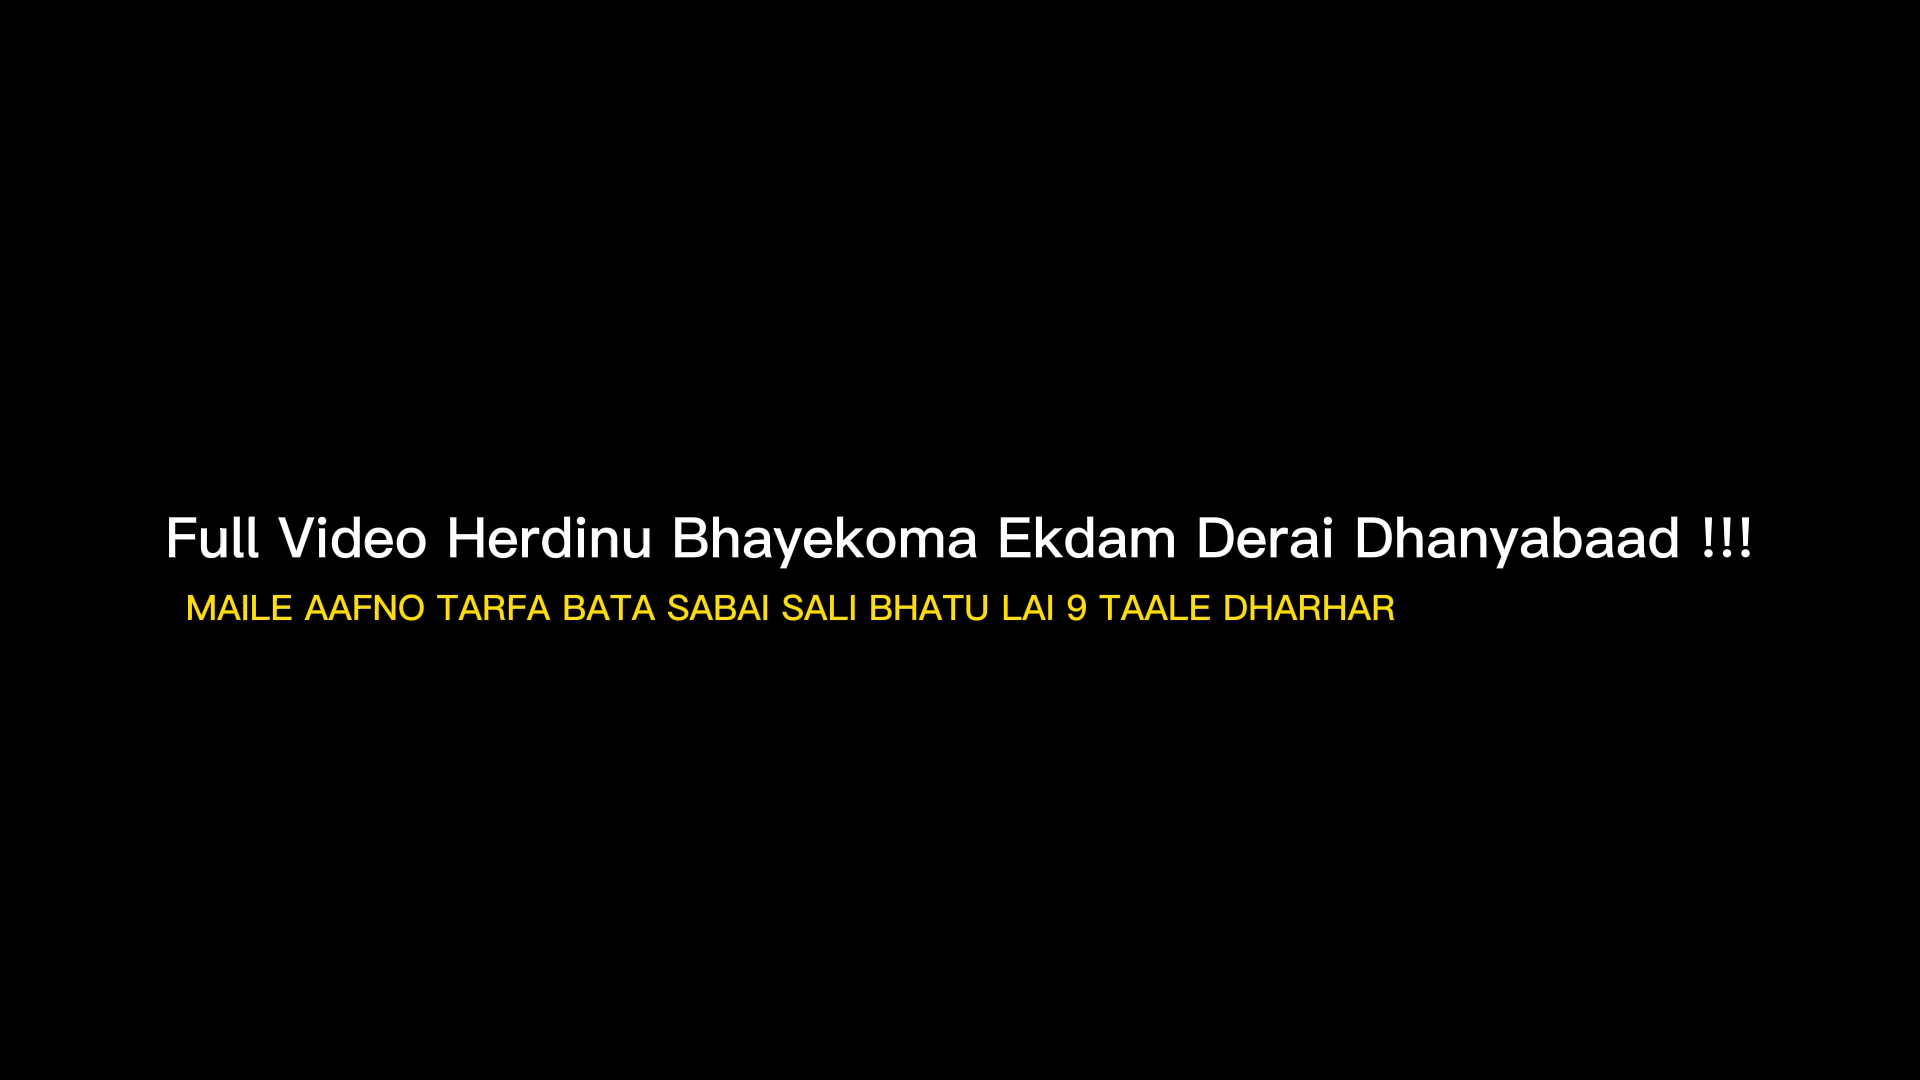 Full Video Herdinu Bhayekoma Ekdam Derai Dhanyabaad !!!
MAILE AAFNO TARFA BATA SABAI SALI BHATU LAI 9 TAALE DHARHAR